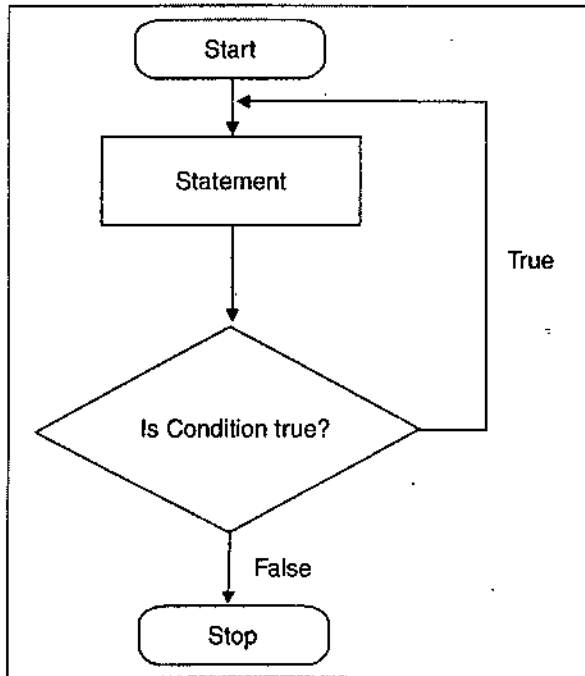 Start
Statement
True
Is Condition true?
False
Stop